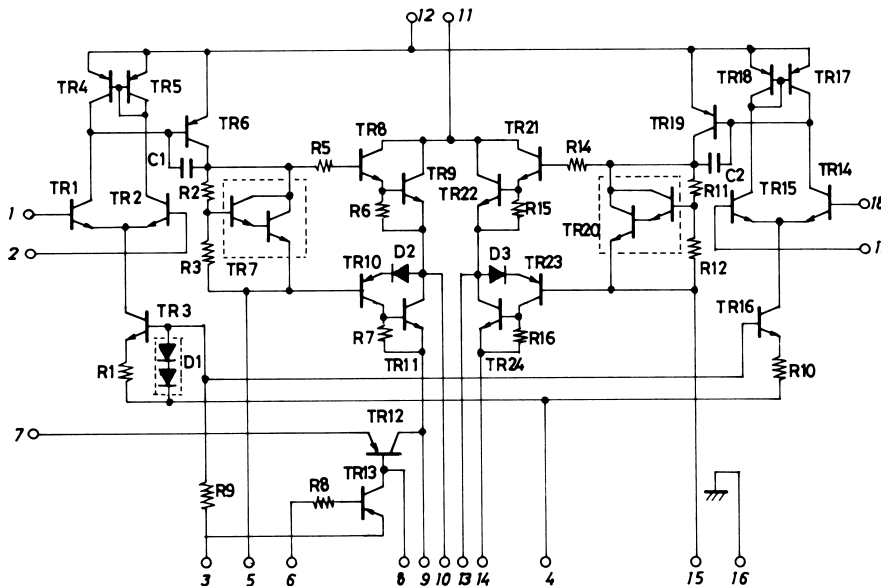 12 11
TR4 TR5 TR18 TR17
TR6 TR8 TR21 TR19
C1 R5 R14 C2
TR1 TR2 R2 TR9 TR22 R11 TR15 TR14
1 R6 R15 18
2 R3 TR7 D2 D3 TR20 R12 1
TR10 TR23
TR3 R7 R16 TR16
R1 D1 TR11 TR24 R10
7 TR12
TR13
R9 R8
3 5 6 8 9 10 13 14 4 15 16